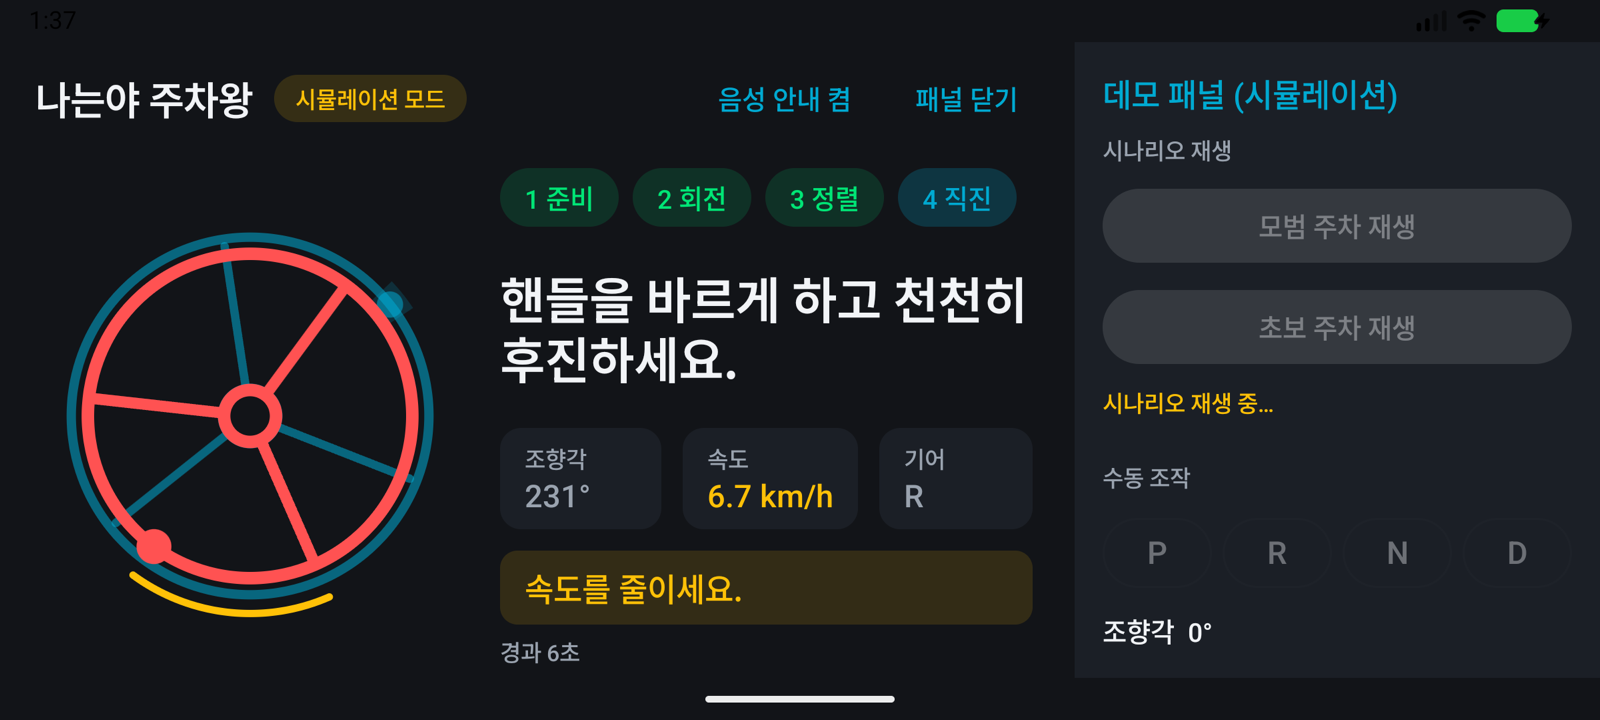 1:37
나는야 주차왕
시뮬레이션 모드
음성 안내 켬
패널 닫기
1 준비
2 회전
3 정렬
4 직진
핸들을 바르게 하고 천천히
후진하세요.
조향각
231°
속도
6.7 km/h
기어
R
속도를 줄이세요.
경과 6초
데모 패널 (시뮬레이션)
시나리오 재생
모범 주차 재생
초보 주차 재생
시나리오 재생 중...
수동 조작
P
R
N
D
조향각 0°